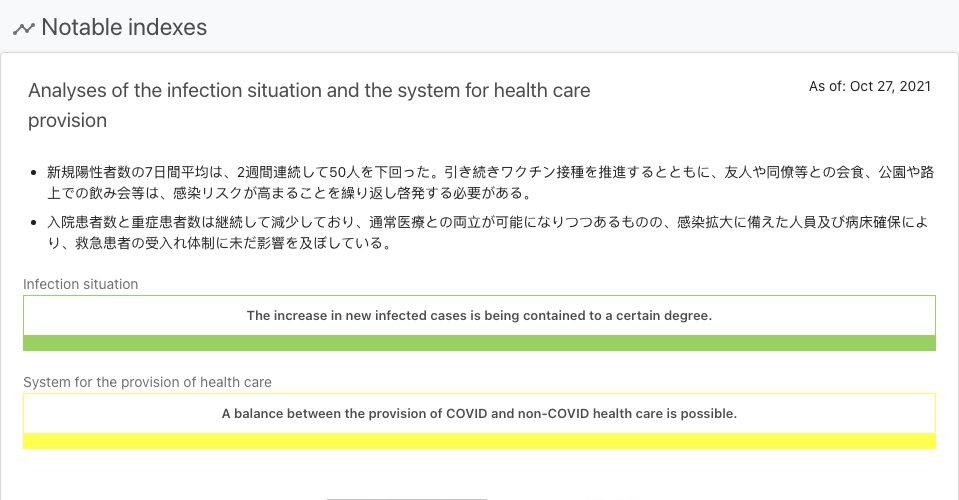 Notable indexes
Analyses of the infection situation and the system for health care
provision
As of: Oct 27, 2021
• 新規陽性者数の7日間平均は、2週間連続して50人を下回った。引き続きワクチン接種を推進するとともに、友人や同僚等との会食、公園や路
上での飲み会等は、感染リスクが高まることを繰り返し啓発する必要がある。
• 入院患者数と重症患者数は継続して減少しており、通常医療との両立が可能になりつつあるものの、感染拡大に備えた人員及び病床確保によ
り、救急患者の受入れ体制に未だ影響を及ぼしている。
Infection situation
The increase in new infected cases is being contained to a certain degree.
System for the provision of health care
A balance between the provision of COVID and non-COVID health care is possible.